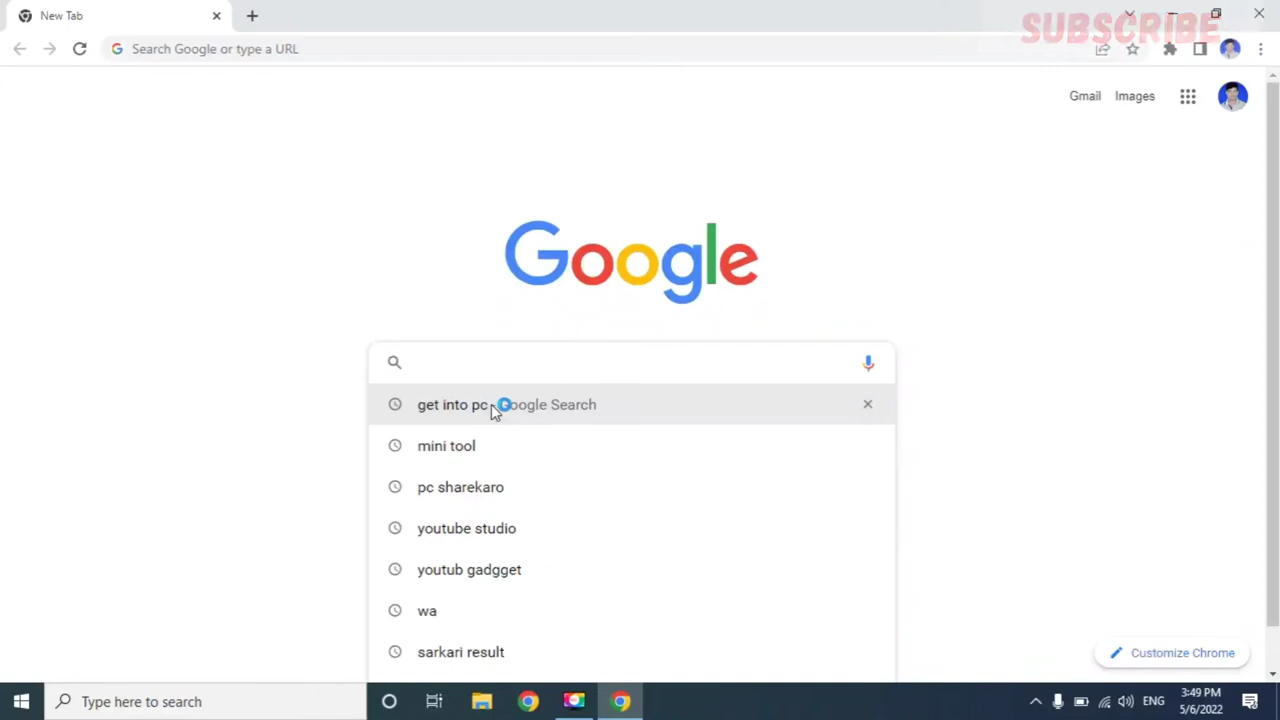 New Tab
SUBSCRIBE
Search Google or type a URL
Gmail Images
Google
get into pc - Google Search
mini tool
pc sharekaro
youtube studio
youtub gadgget
wa
sarkari result
Customize Chrome
Type here to search
ENG
3:49 PM
5/6/2022